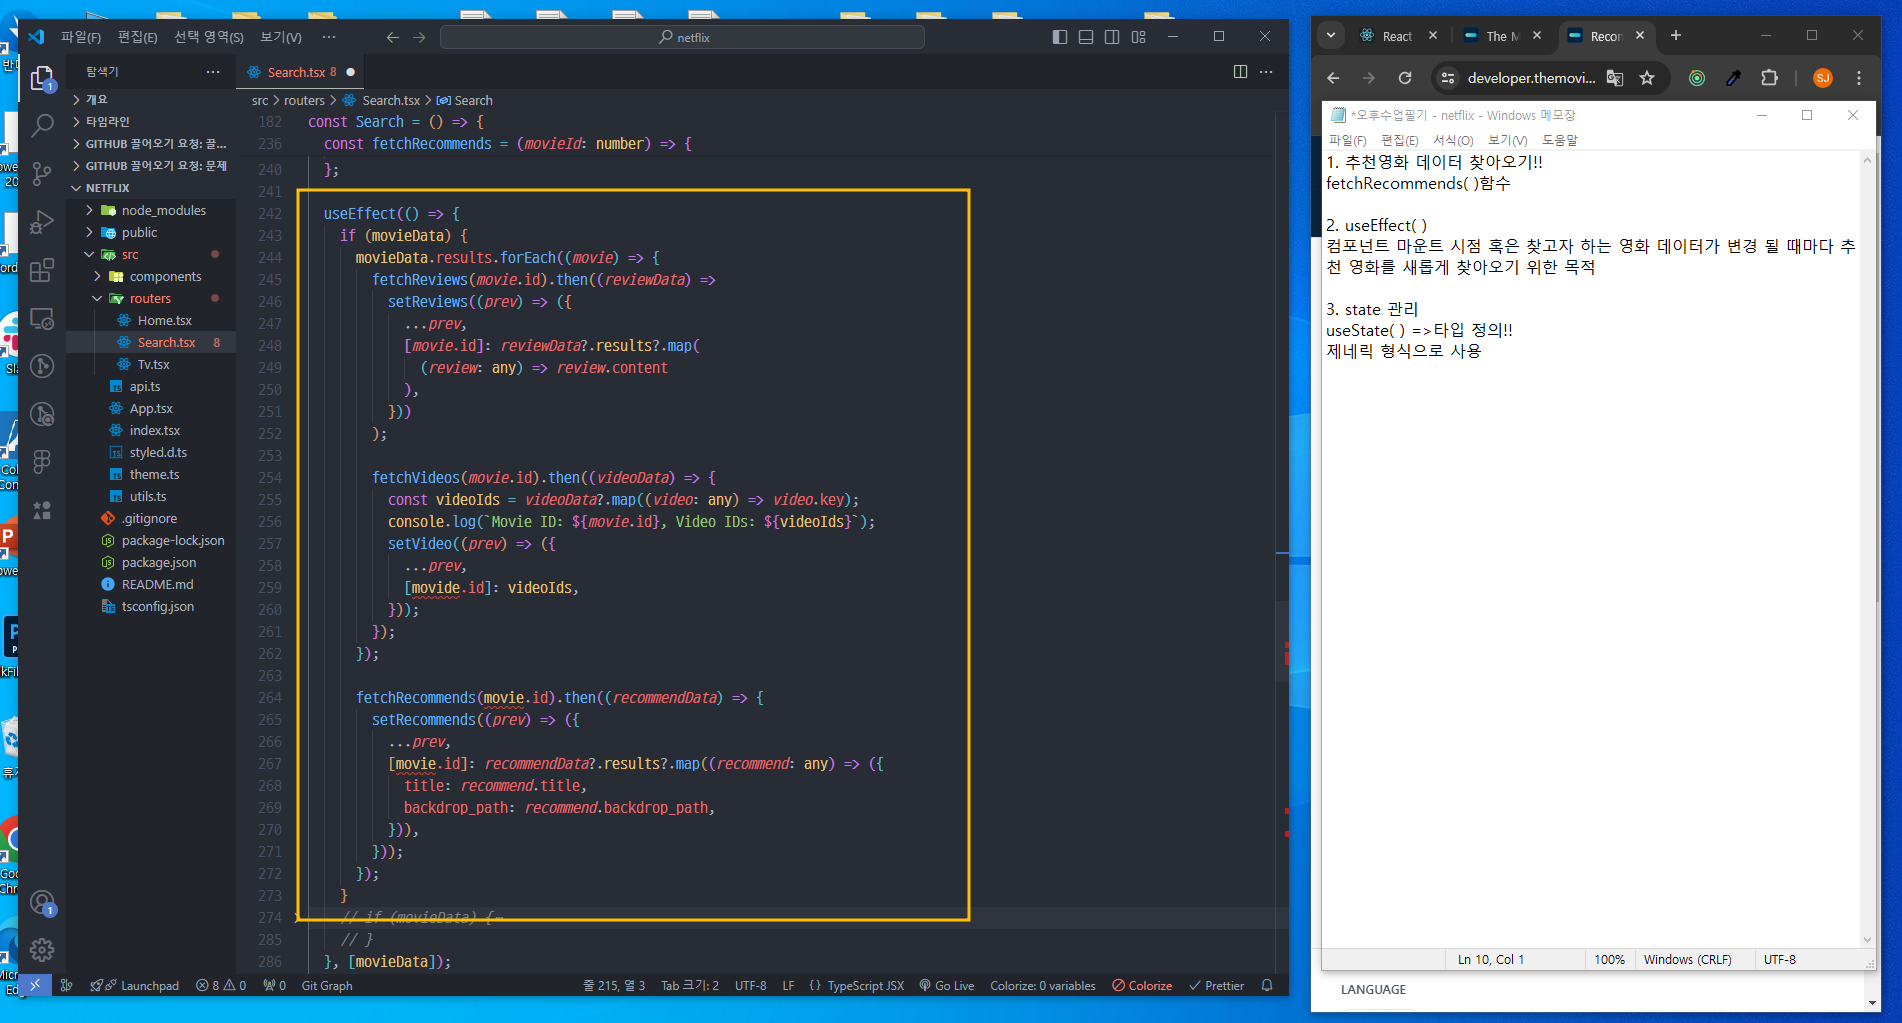 파일(F) 편집(E) 선택 영역(S) 보기(V) ··· netflix
탐색기 ···
개요
타임라인
GITHUB 끌어오기 요청: 끌...
GITHUB 끌어오기 요청: 문제
NETFLIX
node_modules
public
src
components
routers
Home.tsx
Search.tsx 8
Tv.tsx
api.ts
App.tsx
index.tsx
styled.d.ts
theme.ts
utils.ts
.gitignore
package-lock.json
package.json
README.md
tsconfig.json
Search.tsx 8
src > routers > Search.tsx > Search
182 const Search = () => {
236 const fetchRecommends = (movieId: number) => {
240 };
241
242 useEffect(() => {
243 if (movieData) {
244 movieData.results.forEach((movie) => {
245 fetchReviews(movie.id).then((reviewData) =>
246 setReviews((prev) => ({
247 ...prev,
248 [movie.id]: reviewData?.results?.map(
249 (review: any) => review.content
250 ),
251 }))
252 );
253
254 fetchVideos(movie.id).then((videoData) => {
255 const videoIds = videoData?.map((video: any) => video.key);
256 console.log(`Movie ID: ${movie.id}, Video IDs: ${videoIds}`);
257 setVideo((prev) => ({
258 ...prev,
259 [movide.id]: videoIds,
260 }));
261 });
262 });
263
264 fetchRecommends(movie.id).then((recommendData) => {
265 setRecommends((prev) => ({
266 ...prev,
267 [movie.id]: recommendData?.results?.map((recommend: any) => ({
268 title: recommend.title,
269 backdrop_path: recommend.backdrop_path,
270 })),
271 }));
272 });
273 }
274 // if (movieData) {···
285 // }
286 }, [movieData]);
Launchpad 8 0 0 Git Graph 줄 215, 열 3 Tab 크기: 2 UTF-8 LF {} TypeScript JSX Go Live Colorize: 0 variables Colorize Prettier
React The M Recon
developer.themovi... SJ
*오후수업필기 - netflix - Windows 메모장
파일(F) 편집(E) 서식(O) 보기(V) 도움말
1. 추천영화 데이터 찾아오기!!
fetchRecommends( )함수
2. useEffect( )
컴포넌트 마운트 시점 혹은 찾고자 하는 영화 데이터가 변경 될 때마다 추
천 영화를 새롭게 찾아오기 위한 목적
3. state 관리
useState( ) =>타입 정의!!
제네릭 형식으로 사용
Ln 10, Col 1 100% Windows (CRLF) UTF-8
LANGUAGE